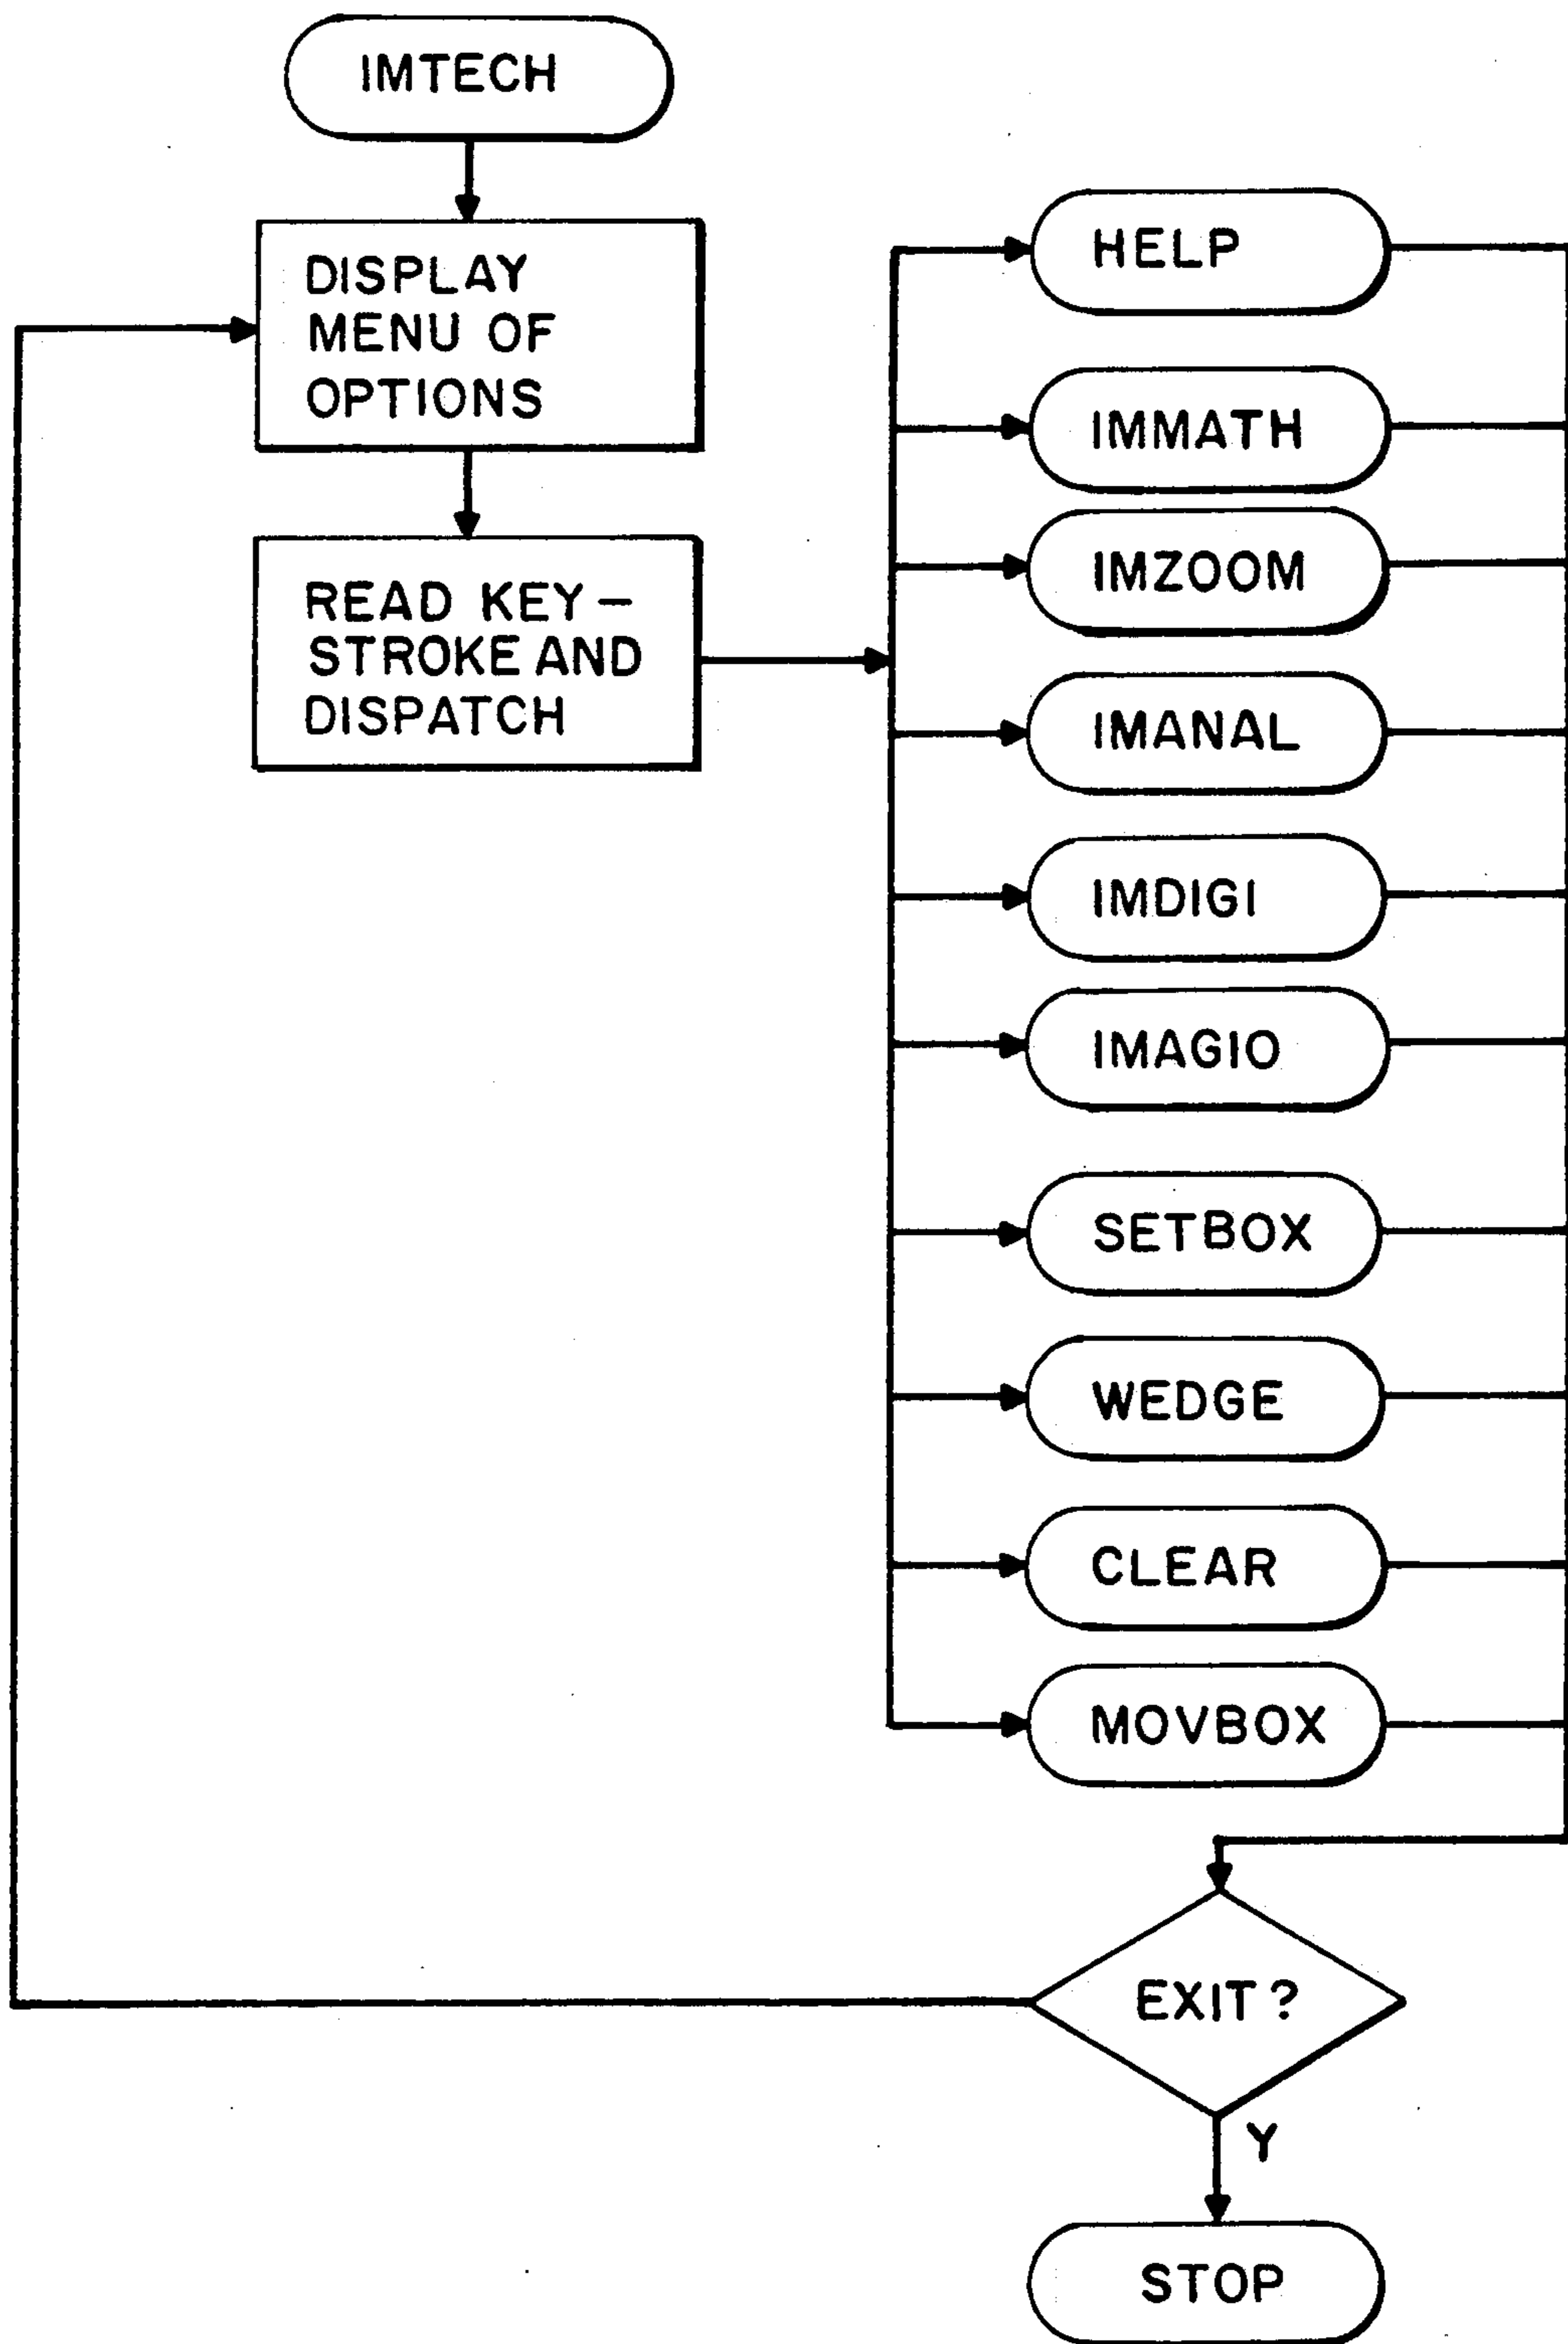 IMTECH
DISPLAY
MENU OF
OPTIONS
READ KEY-
STROKE AND
DISPATCH
HELP
IMMATH
IMZOOM
IMANAL
IMDIGI
IMAGIO
SETBOX
WEDGE
CLEAR
MOVBOX
EXIT?
Y
STOP